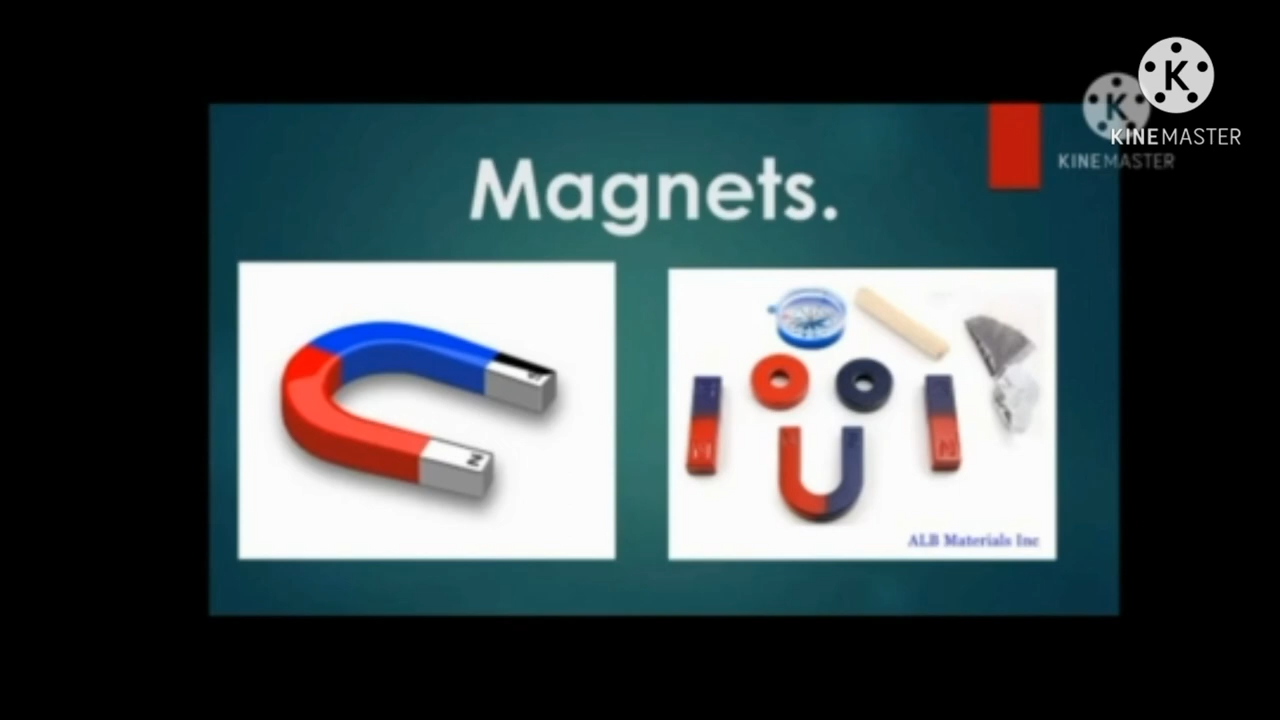 KINEMASTER
KINEMASTER
Magnets.
N
N
ALB Materials Inc